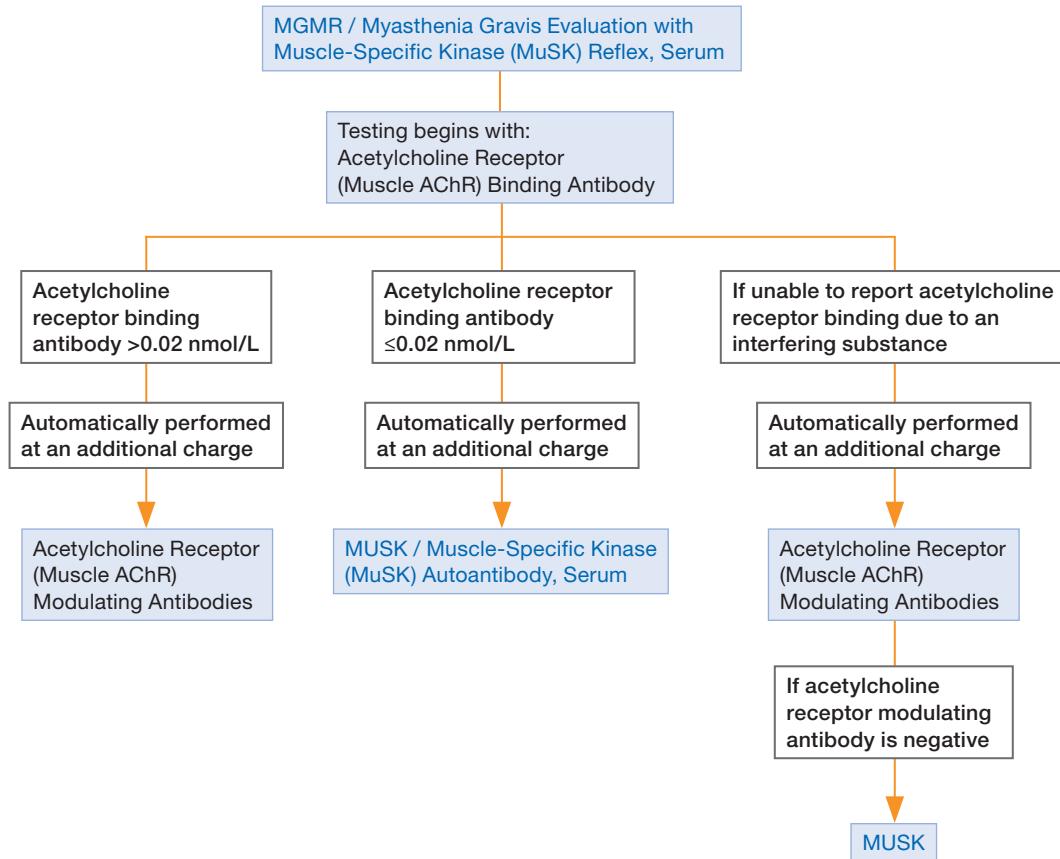 MGMR / Myasthenia Gravis Evaluation with
Muscle-Specific Kinase (MuSK) Reflex, Serum
Testing begins with:
Acetylcholine Receptor
(Muscle AChR) Binding Antibody
Acetylcholine
receptor binding
antibody >0.02 nmol/L
Acetylcholine receptor
binding antibody
≤0.02 nmol/L
If unable to report acetylcholine
receptor binding due to an
interfering substance
Automatically performed
at an additional charge
Automatically performed
at an additional charge
Automatically performed
at an additional charge
Acetylcholine Receptor
(Muscle AChR)
Modulating Antibodies
MUSK / Muscle-Specific Kinase
(MuSK) Autoantibody, Serum
Acetylcholine Receptor
(Muscle AChR)
Modulating Antibodies
If acetylcholine
receptor modulating
antibody is negative
MUSK